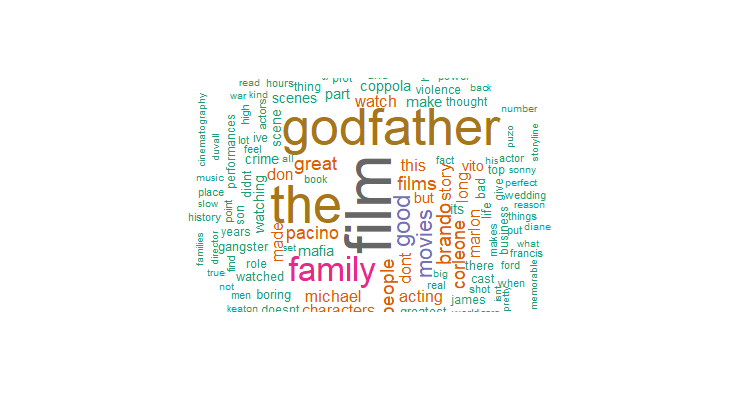 read hours thing plot power
war kind scenes part coppola violence back
actors watch make thought number
cinematography
high
scene
godfather
puzo
storyline
duvall
performances
lot ive
feel
crime all great this fact vito his actor
music don book films story long top sonny
didnt
bad give perfect
place
slow
history
point
son
watching
the
film
good
movies
but
brando
its
marlon
life
wedding
reason
things
business
put diane
years
gangster
made
pacino
set mafia
corleone
makes
what
francis
families
director
find
role
family
people
dont
big
real
there ford
cast
when
memorable
true watched
not
men boring michael acting james
shot
isnt
pretty
keaton doesnt characters greatest world